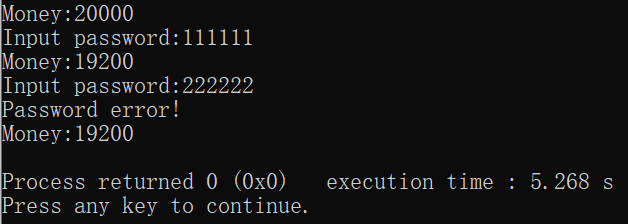 Money:20000
Input password:111111
Money:19200
Input password:222222
Password error!
Money:19200
Process returned 0 (0x0)   execution time : 5.268 s
Press any key to continue.